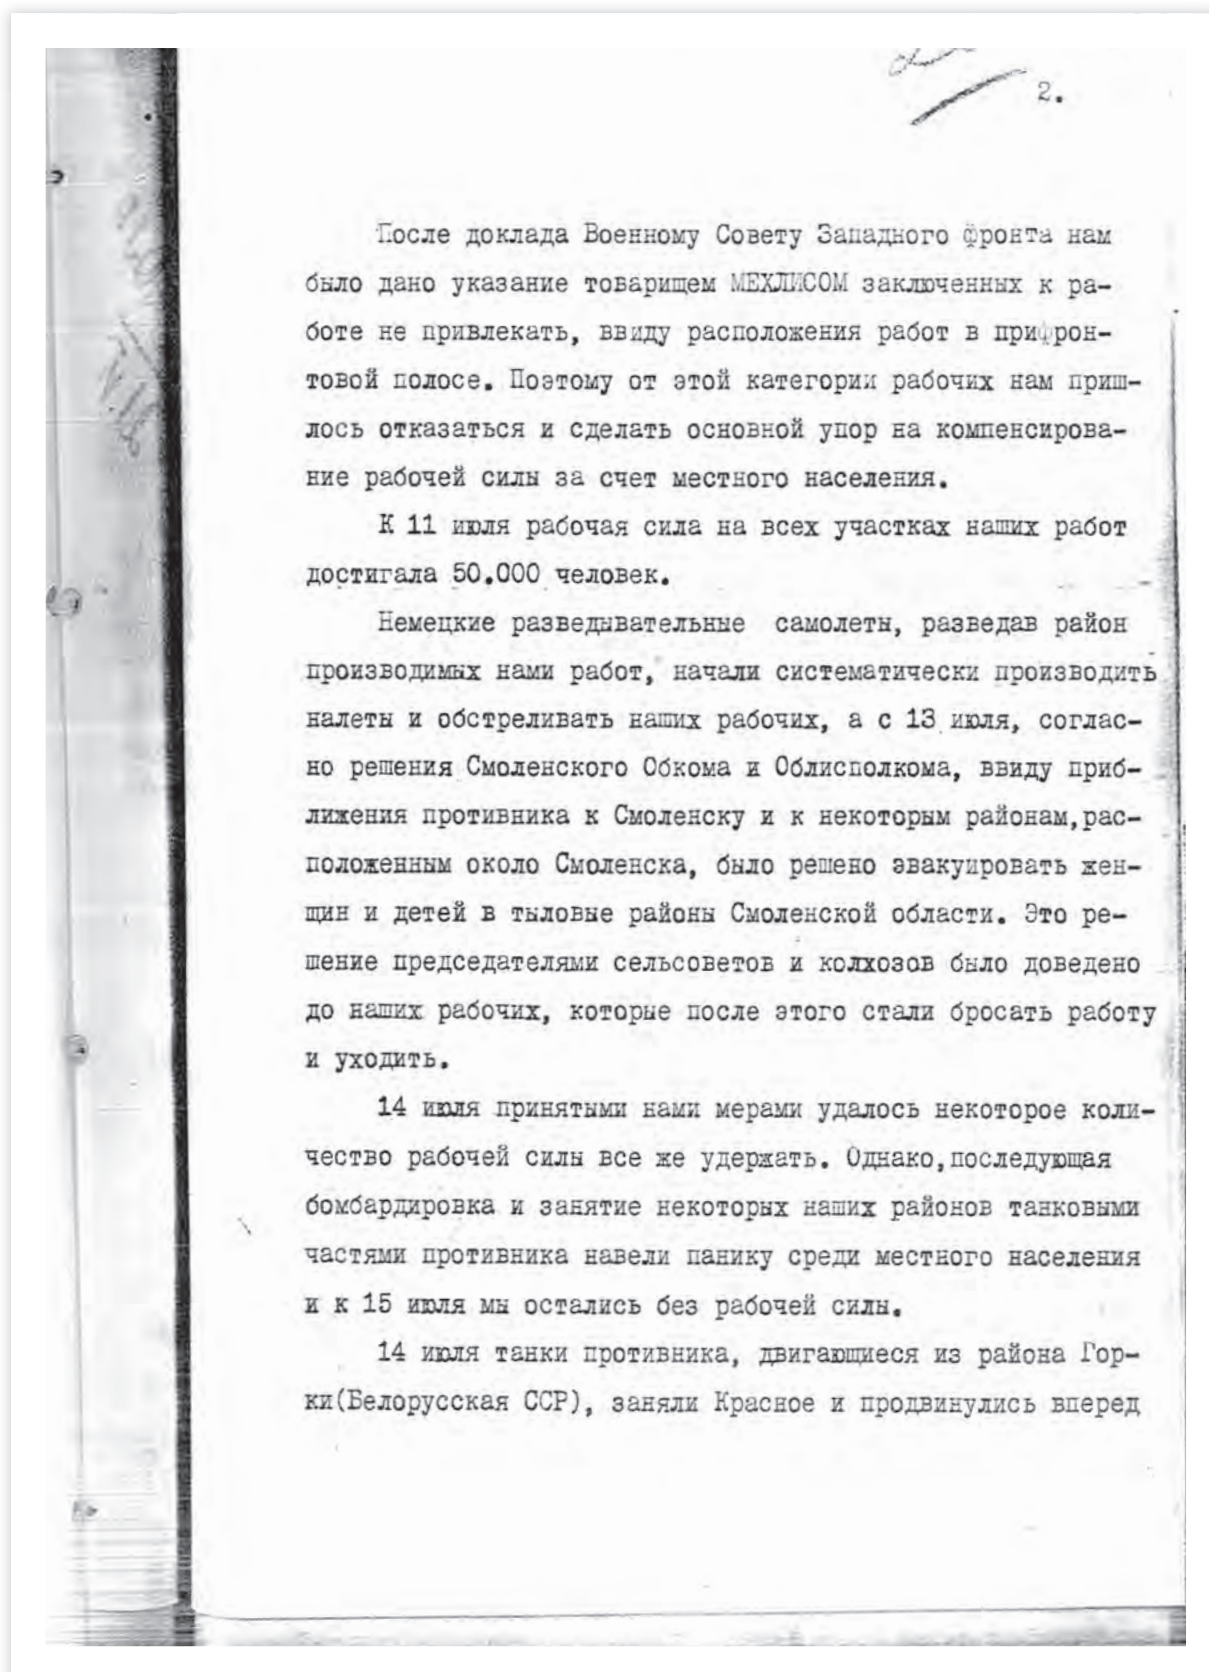 2.
После доклада Военному Совету Западного фронта нам
было дано указание товарищем МЕХЛИСОМ заключенных к ра-
боте не привлекать, ввиду расположения работ в прифрон-
товой полосе. Поэтому от этой категории рабочих нам приш-
лось отказаться и сделать основной упор на компенсирова-
ние рабочей силы за счет местного населения.
К 11 июля рабочая сила на всех участках наших работ
достигала 50.000 человек.
Немецкие разведывательные самолеты, разведав район
производимых нами работ, начали систематически производить
налеты и обстреливать наших рабочих, а с 13 июля, соглас-
но решения Смоленского Обкома и Облисполкома, ввиду приб-
лижения противника к Смоленску и к некоторым районам,рас-
положенным около Смоленска, было решено эвакуировать жен-
щин и детей в тыловые районы Смоленской области. Это ре-
шение председателями сельсоветов и колхозов было доведено
до наших рабочих, которые после этого стали бросать работу
и уходить.
14 июля принятыми нами мерами удалось некоторое коли-
чество рабочей силы все же удержать. Однако,последующая
бомбардировка и занятие некоторых наших районов танковыми
частями противника навели панику среди местного населения
и к 15 июля мы остались без рабочей силы.
14 июля танки противника, двигающиеся из района Гор-
ки(Белорусская ССР), заняли Красное и продвинулись вперед